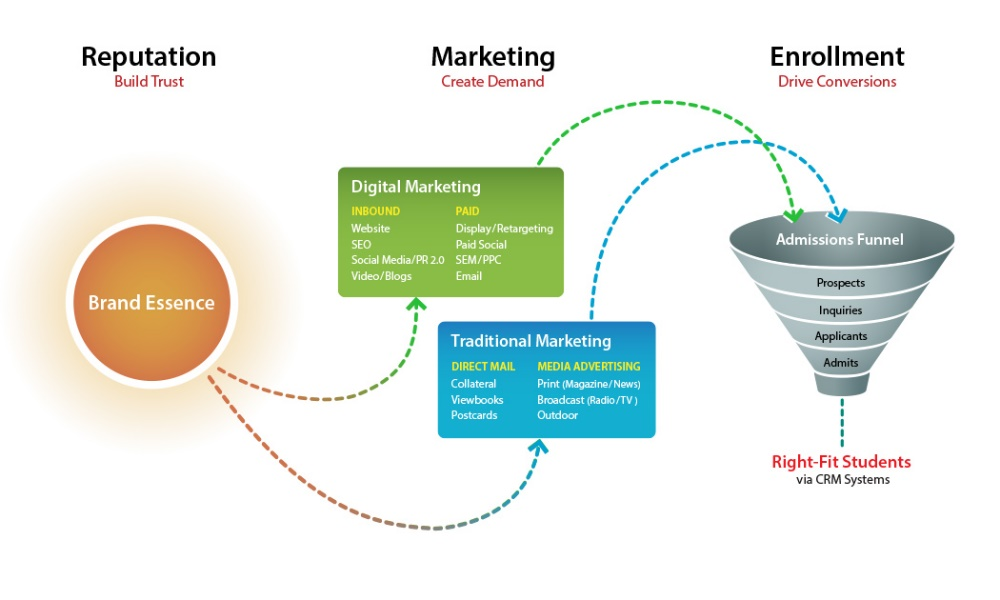 Reputation
Build Trust
Marketing
Create Demand
Enrollment
Drive Conversions
Brand Essence
Digital Marketing
INBOUND
Website
SEO
Social Media/PR 2.0
Video/Blogs
PAID
Display/Retargeting
Paid Social
SEM/PPC
Email
Traditional Marketing
DIRECT MAIL
Collateral
Viewbooks
Postcards
MEDIA ADVERTISING
Print (Magazine/News)
Broadcast (Radio/TV )
Outdoor
Admissions Funnel
Prospects
Inquiries
Applicants
Admits
Right-Fit Students
via CRM Systems